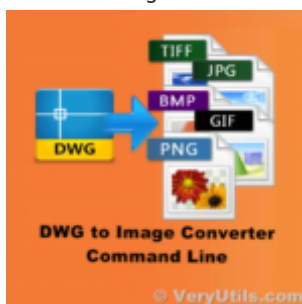 TIFF
JPG
BMP
GIF
DWG
PNG
DWG to Image Converter
Command Line
© VeryUtils.com